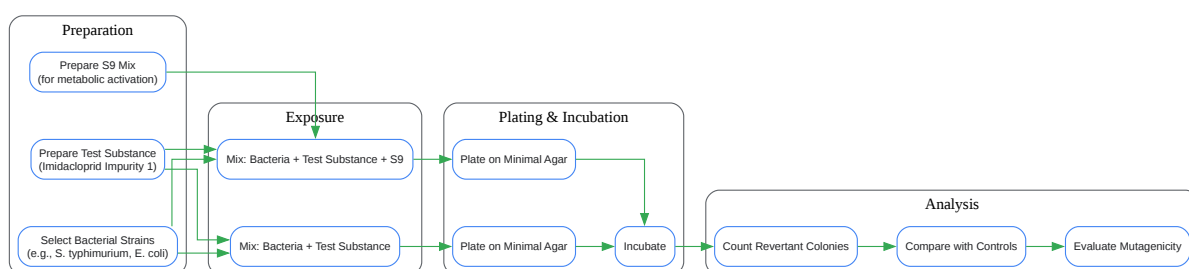 Preparation
Prepare S9 Mix
(for metabolic activation)
Prepare Test Substance
(Imidacloprid Impurity 1)
Select Bacterial Strains
(e.g., S. typhimurium, E. coli)
Exposure
Mix: Bacteria + Test Substance + S9
Mix: Bacteria + Test Substance
Plating & Incubation
Plate on Minimal Agar
Plate on Minimal Agar
Incubate
Analysis
Count Revertant Colonies
Compare with Controls
Evaluate Mutagenicity